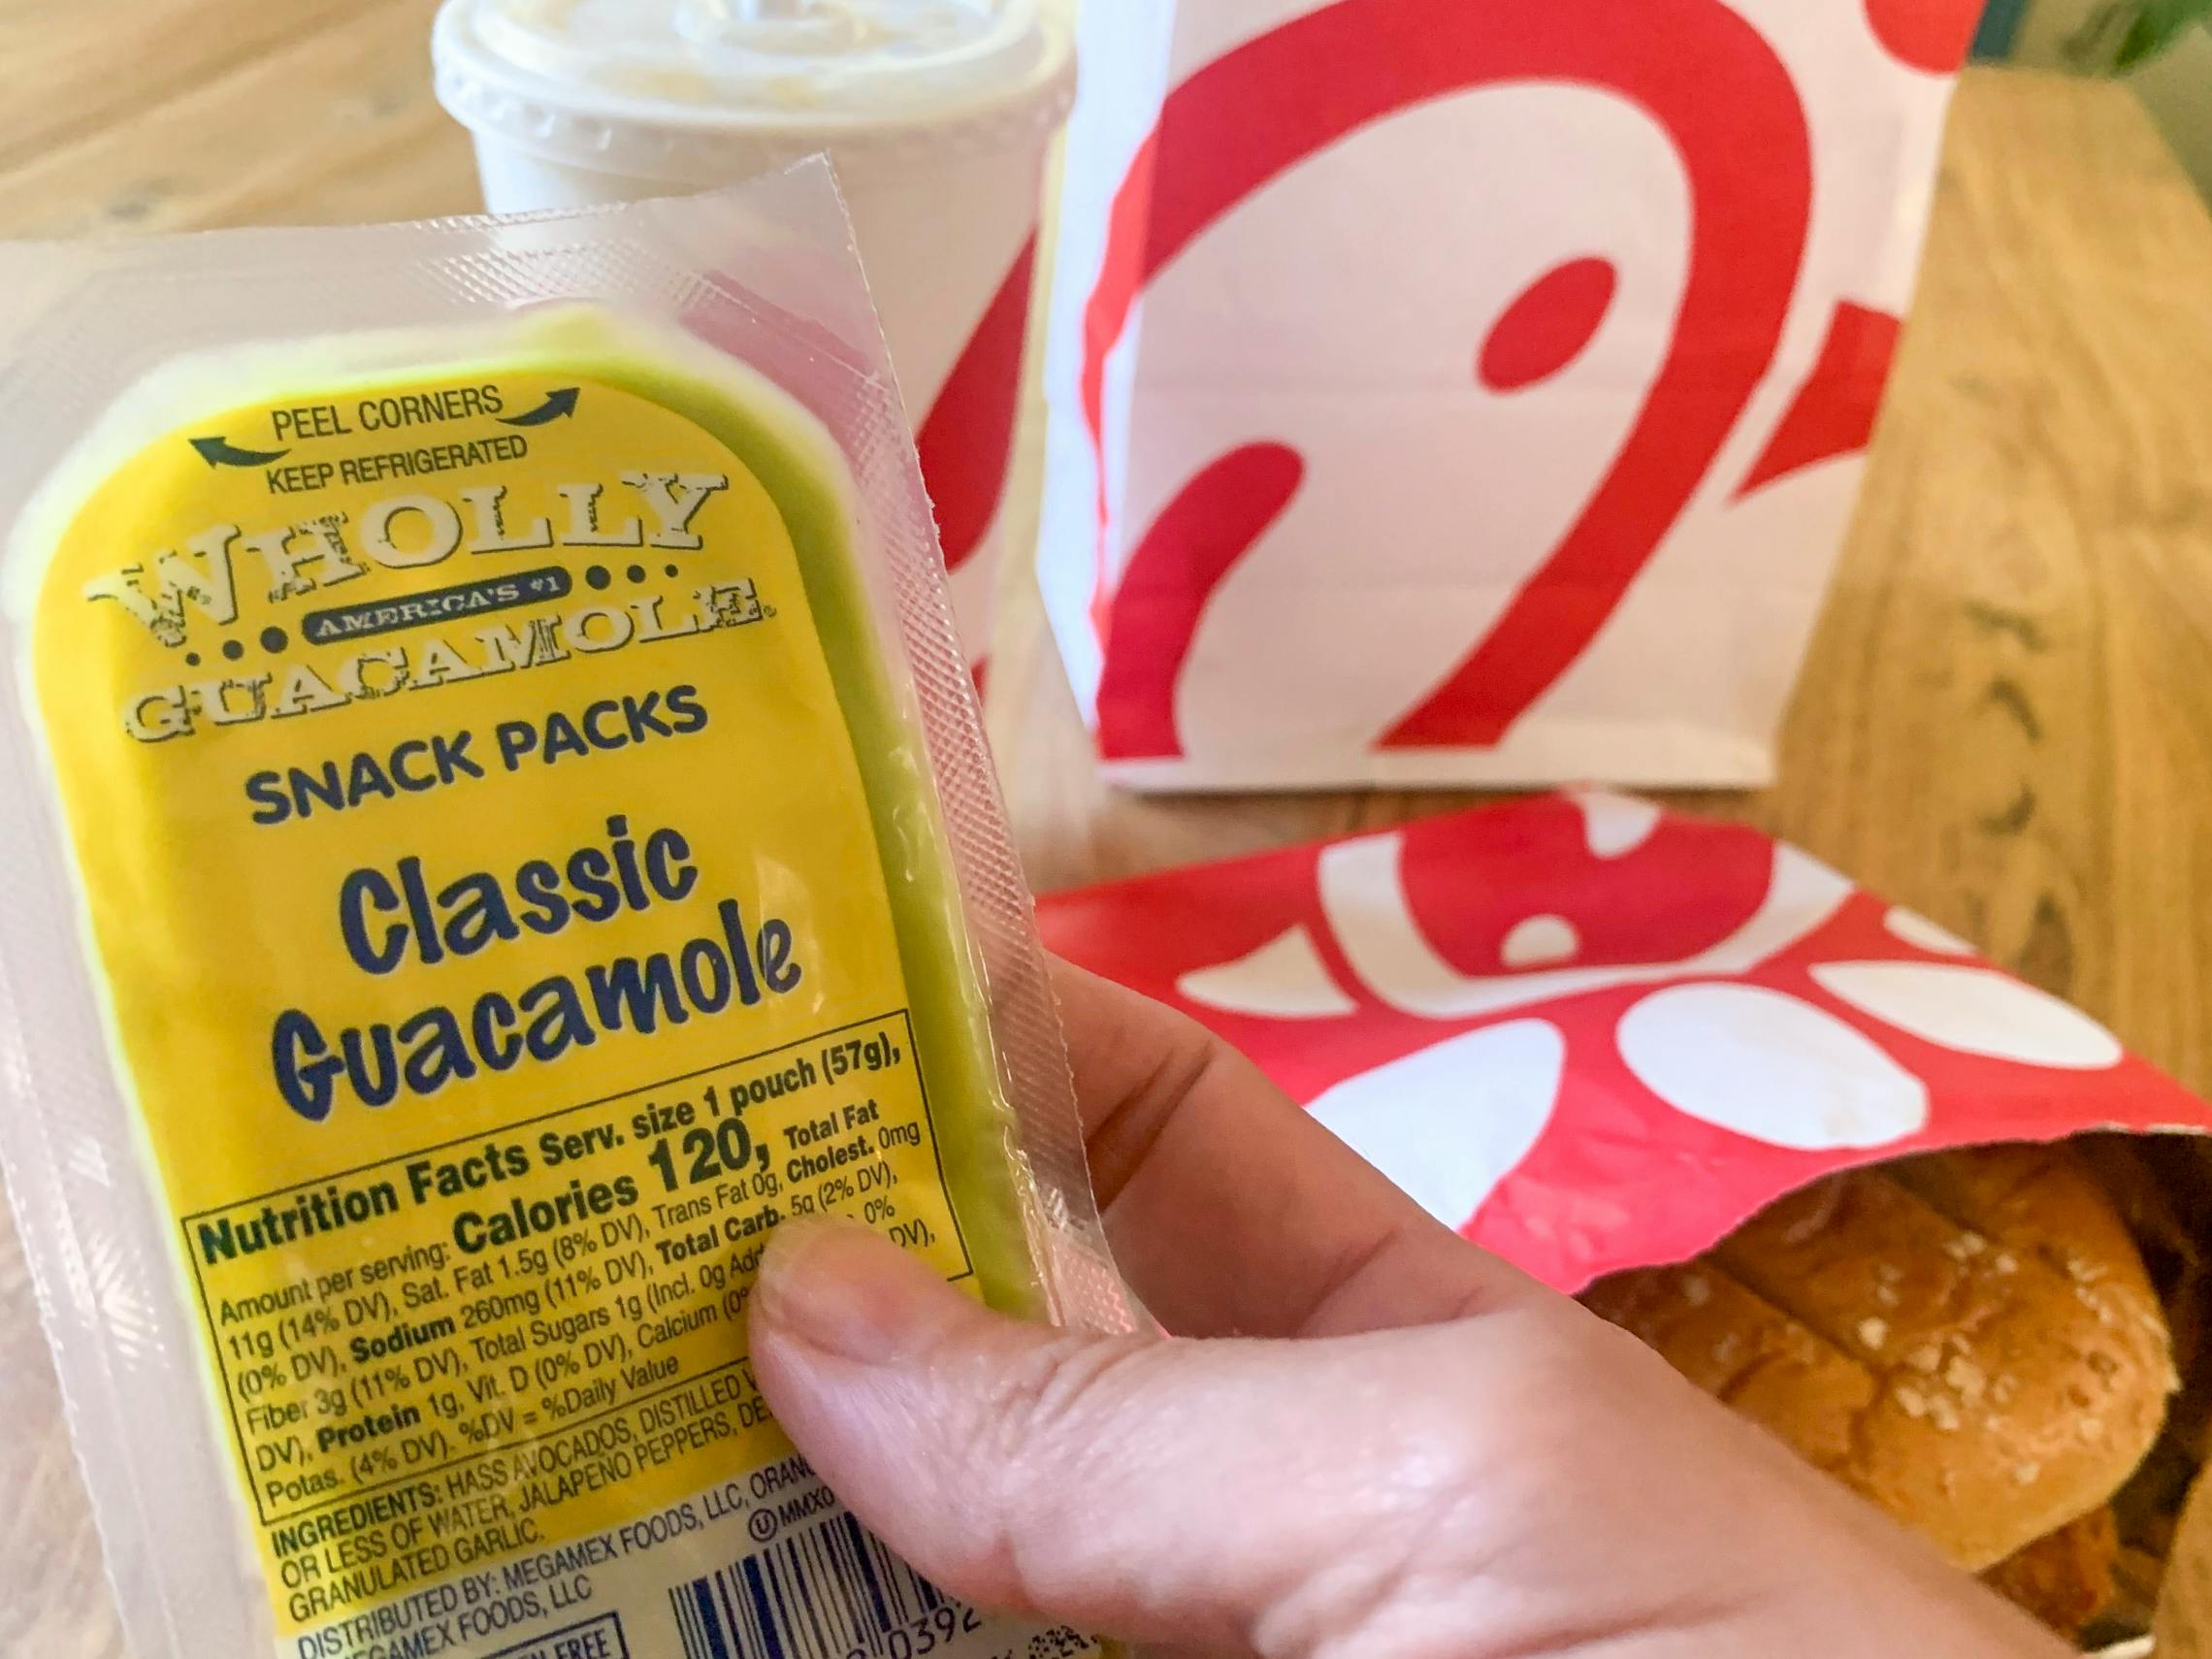 PEEL CORNERS
KEEP REFRIGERATED
WHOLLY
AMERICA'S #1
GUACAMOLE®
SNACK PACKS
Classic
Guacamole
Nutrition Facts Serv. size 1 pouch (57g),
Amount per serving: Calories 120, Total Fat
11g (14% DV), Sat. Fat 1.5g (8% DV), Trans Fat 0g, Cholest. 0mg
(0% DV), Sodium 260mg (11% DV), Total Carb. 5g (2% DV),
Fiber 3g (11% DV), Total Sugars 1g (Incl. 0g 0%
DV), Protein 1g, Vit. D (0% DV), Calcium DV),
Potas. (4% DV). %DV = %Daily Value
INGREDIENTS: HASS AVOCADOS, DISTILLED
OR LESS OF WATER, JALAPEÑO PEPPERS,
GRANULATED GARLIC.
DISTRIBUTED BY: MEGAMEX FOODS, LLC,
MEGAMEX FOODS, LLC
FREE